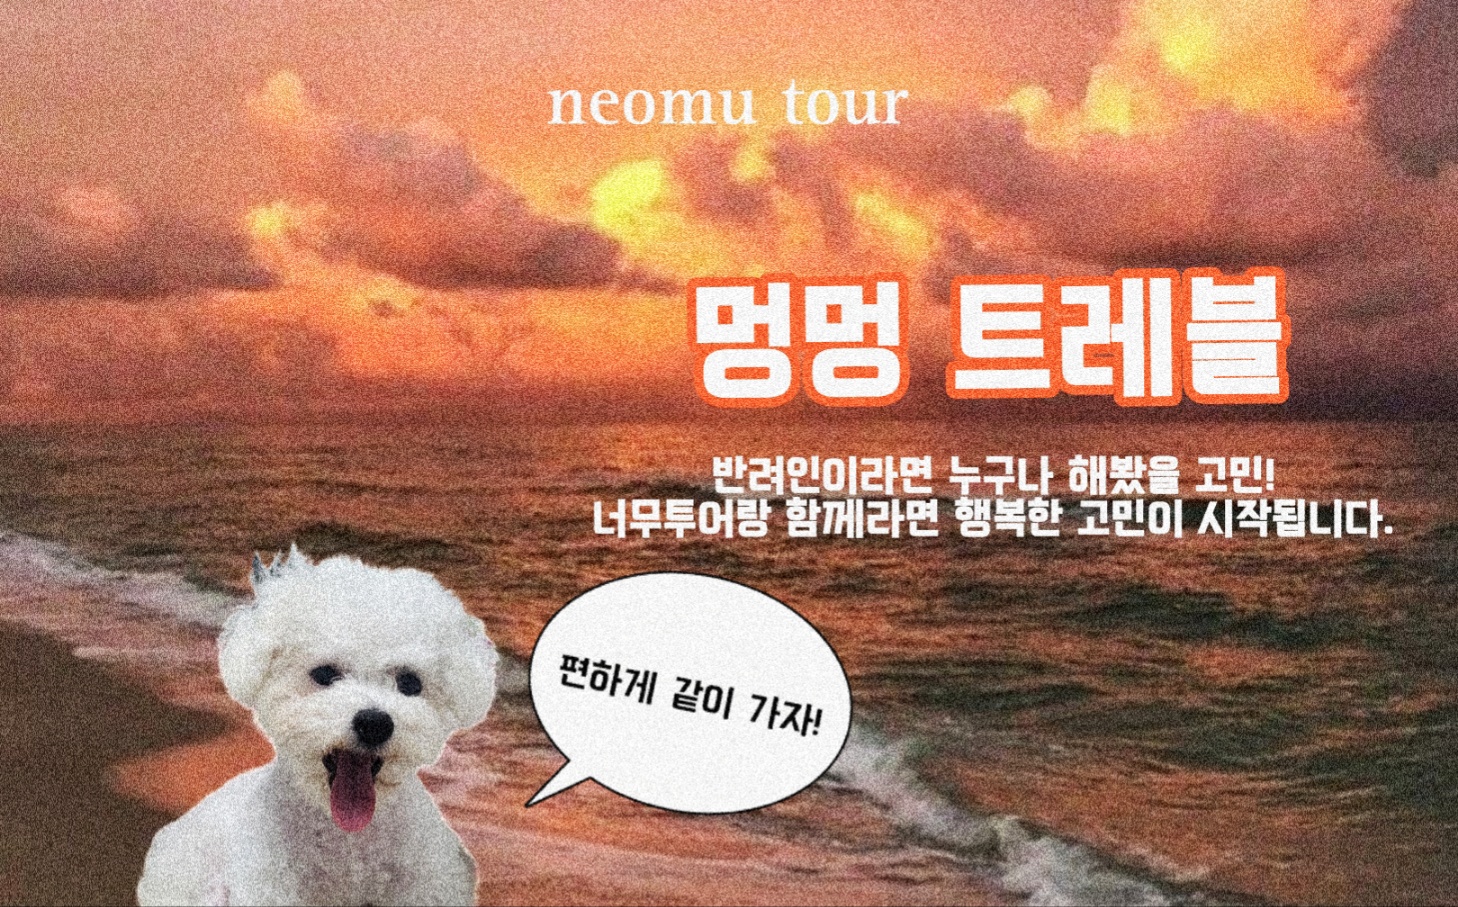 neomu tour
멍멍 트레블
반려인이라면 누구나 해봤을 고민!
너무투어랑 함께라면 행복한 고민이 시작됩니다.
편하게 같이 가자!